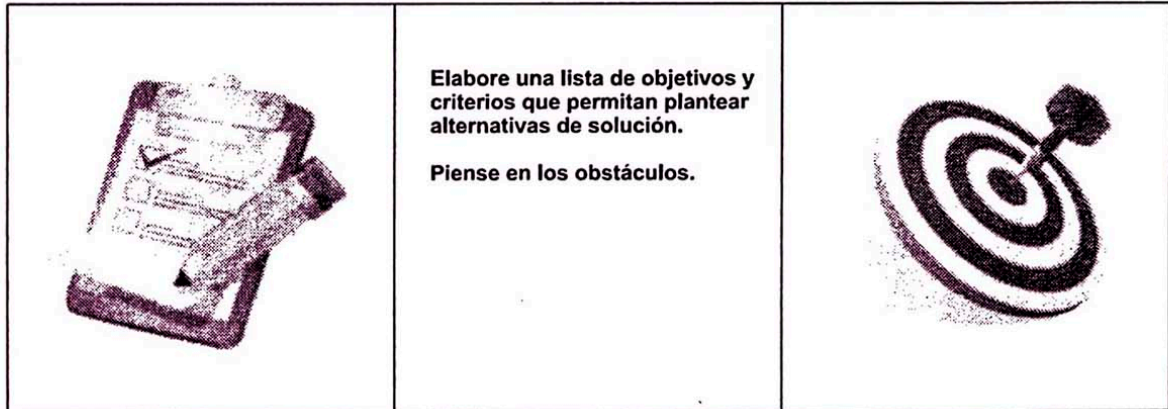 Elabore una lista de objetivos y
criterios que permitan plantear
alternativas de solución.
Piense en los obstáculos.